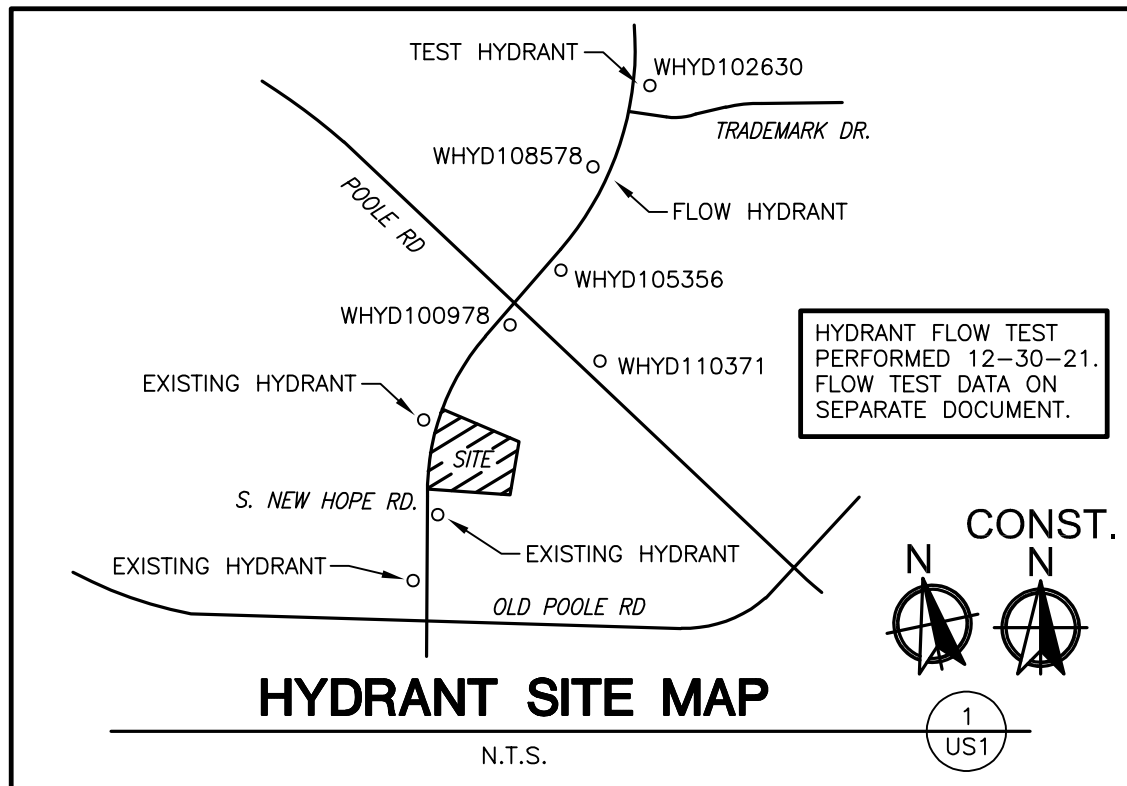 TEST HYDRANT
WHYD102630
TRADEMARK DR.
WHYD108578
POOLE RD
FLOW HYDRANT
WHYD105356
WHYD100978
HYDRANT FLOW TEST
PERFORMED 12-30-21.
FLOW TEST DATA ON
SEPARATE DOCUMENT.
WHYD110371
EXISTING HYDRANT
SITE
S. NEW HOPE RD.
CONST.
EXISTING HYDRANT
N
N
EXISTING HYDRANT
OLD POOLE RD
HYDRANT SITE MAP
1
US1
N.T.S.